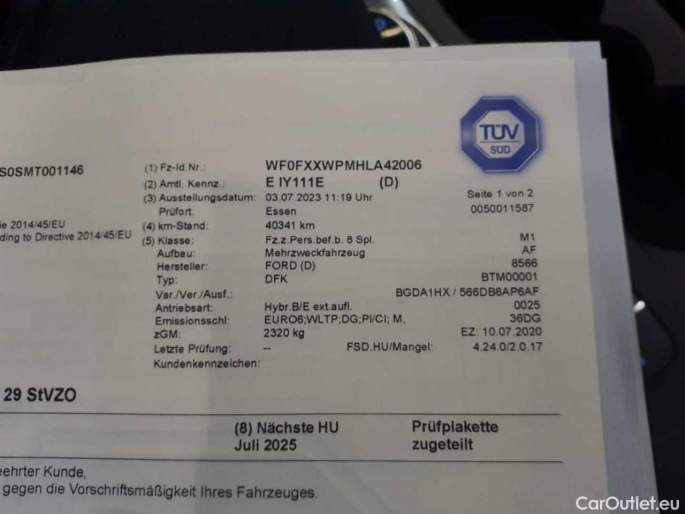 TÜV
SÜD
S0SMT001146
(1) Fz-Id Nr.: WF0FXXWPMHLA42006
(2) Amtl. Kennz.: E IY111E (D)
(3) Ausstellungsdatum: 03.07.2023 11:19 Uhr Seite 1 von 2
Prüfort: Essen 0050011587
ie 2014/45/EU (4) km-Stand: 40341 km
ding to Directive 2014/45/EU (5) Klasse: Fz.z.Pers.bef.b. 8 Spl. M1
Aufbau: Mehrzweckfahrzeug AF
Hersteller: FORD (D) 8566
Typ: DFK BTM00001
Var./Ver./Ausf.: BGDA1HX / 566DB6AP6AF
Antriebsart: Hybr.B/E ext.aufl. 0025
Emissionsschl: EURO6;WLTP;DG;PI/CI; M, 36DG
zGM: 2320 kg EZ: 10.07.2020
Letzte Prüfung: -- FSD.HU/Mangel: 4.24.0/2.0.17
Kundenkennzeichen:
29 StVZO
(8) Nächste HU Prüfplakette
Juli 2025 zugeteilt
eehrter Kunde,
gegen die Vorschriftsmäßigkeit Ihres Fahrzeuges.
CarOutlet.eu